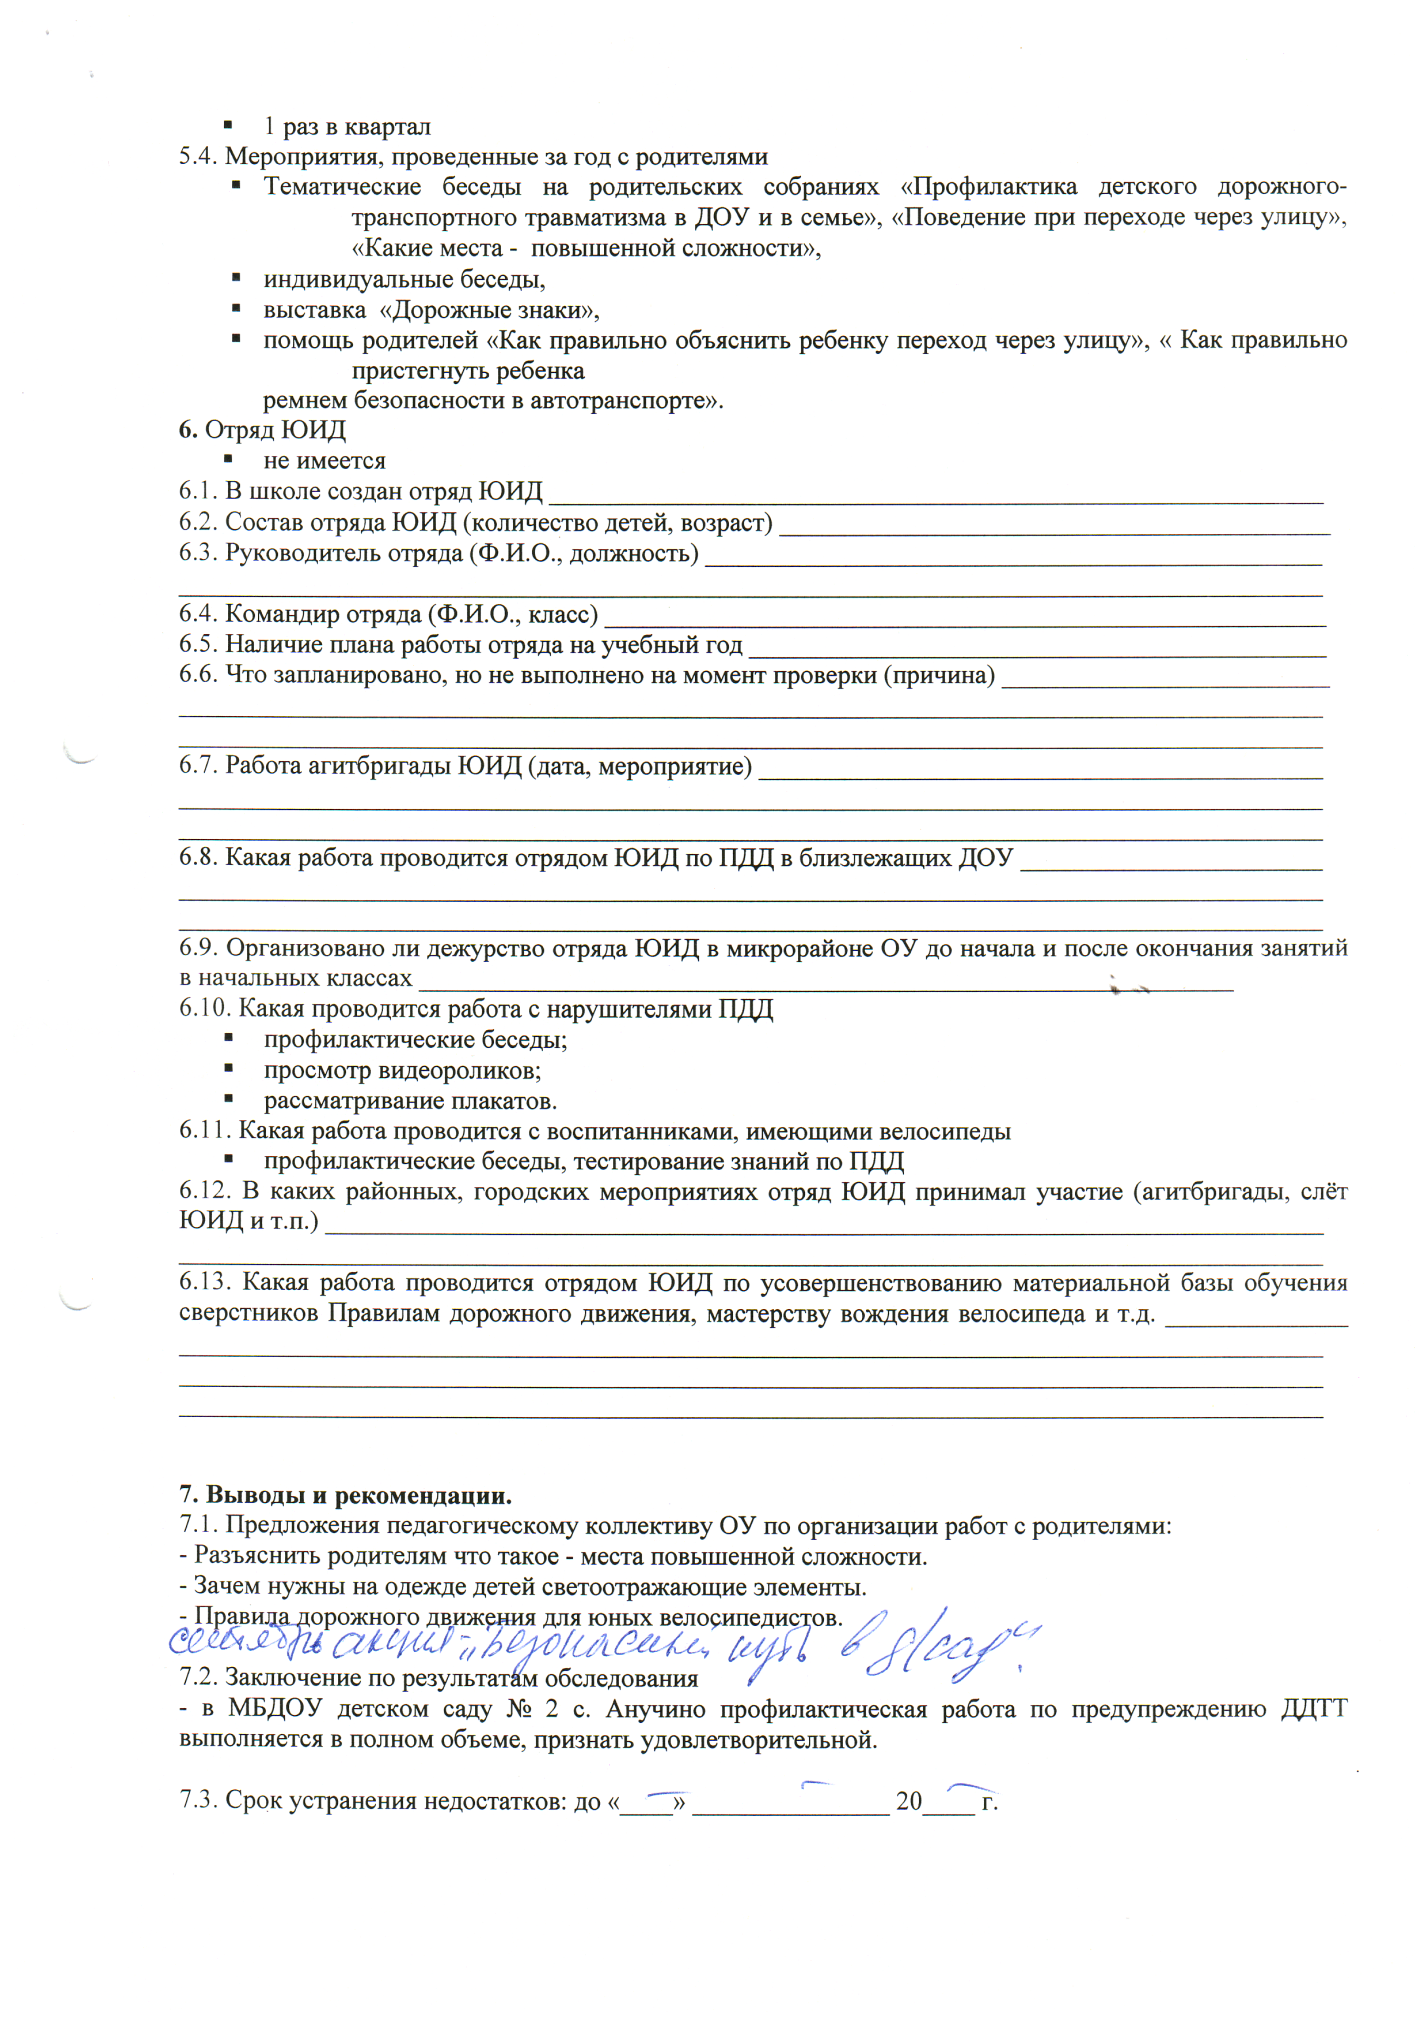 ▪ 1 раз в квартал
5.4. Мероприятия, проведенные за год с родителями
▪ Тематические беседы на родительских собраниях «Профилактика детского дорожного-
транспортного травматизма в ДОУ и в семье», «Поведение при переходе через улицу»,
«Какие места - повышенной сложности»,
▪ индивидуальные беседы,
▪ выставка «Дорожные знаки»,
▪ помощь родителей «Как правильно объяснить ребенку переход через улицу», « Как правильно
пристегнуть ребенка
ремнем безопасности в автотранспорте».
6. Отряд ЮИД
▪ не имеется
6.1. В школе создан отряд ЮИД
6.2. Состав отряда ЮИД (количество детей, возраст)
6.3. Руководитель отряда (Ф.И.О., должность)
6.4. Командир отряда (Ф.И.О., класс)
6.5. Наличие плана работы отряда на учебный год
6.6. Что запланировано, но не выполнено на момент проверки (причина)
6.7. Работа агитбригады ЮИД (дата, мероприятие)
6.8. Какая работа проводится отрядом ЮИД по ПДД в близлежащих ДОУ
6.9. Организовано ли дежурство отряда ЮИД в микрорайоне ОУ до начала и после окончания занятий
в начальных классах
6.10. Какая проводится работа с нарушителями ПДД
▪ профилактические беседы;
▪ просмотр видеороликов;
▪ рассматривание плакатов.
6.11. Какая работа проводится с воспитанниками, имеющими велосипеды
▪ профилактические беседы, тестирование знаний по ПДД
6.12. В каких районных, городских мероприятиях отряд ЮИД принимал участие (агитбригады, слёт
ЮИД и т.п.)
6.13. Какая работа проводится отрядом ЮИД по усовершенствованию материальной базы обучения
сверстников Правилам дорожного движения, мастерству вождения велосипеда и т.д.
7. Выводы и рекомендации.
7.1. Предложения педагогическому коллективу ОУ по организации работ с родителями:
- Разъяснить родителям что такое - места повышенной сложности.
- Зачем нужны на одежде детей светоотражающие элементы.
- Правила дорожного движения для юных велосипедистов.
сентябрь акция - „Безопасный путь в д/сад“.
7.2. Заключение по результатам обследования
- в МБДОУ детском саду № 2 с. Анучино профилактическая работа по предупреждению ДДТТ
выполняется в полном объеме, признать удовлетворительной.
7.3. Срок устранения недостатков: до «____» _______________ 20____ г.